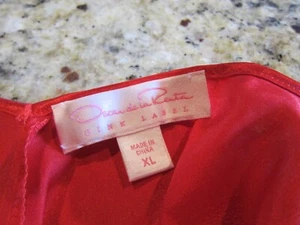 Oscar de la Renta
PINK LABEL
MADE IN
CHINA
XL